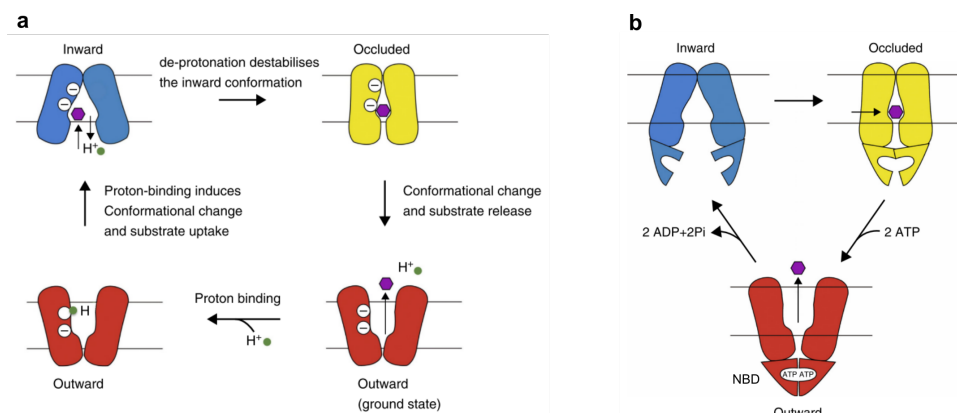 a
Inward
de-protonation destabilises
the inward conformation
Occluded
H⁺
Proton-binding induces
Conformational change
and substrate uptake
Conformational change
and substrate release
H⁺
H
Proton binding
H⁺
Outward
Outward
(ground state)
b
Inward
Occluded
2 ADP+2Pi
2 ATP
NBD
ATP ATP
Outward